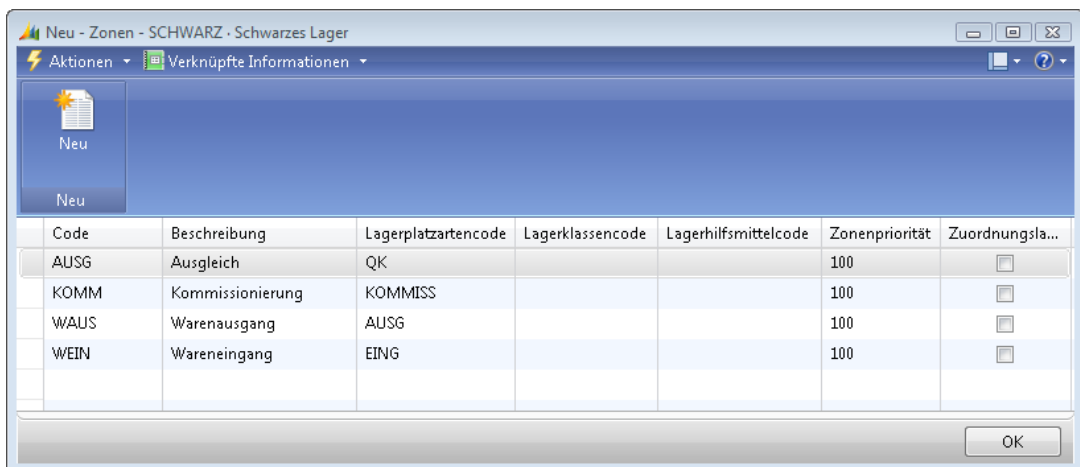 Neu - Zonen - SCHWARZ · Schwarzes Lager
Aktionen Verknüpfte Informationen
Neu
Neu
Code Beschreibung Lagerplatzartencode Lagerklassencode Lagerhilfsmittelcode Zonenpriorität Zuordnungsla...
AUSG Ausgleich QK 100
KOMM Kommissionierung KOMMISS 100
WAUS Warenausgang AUSG 100
WEIN Wareneingang EING 100
OK